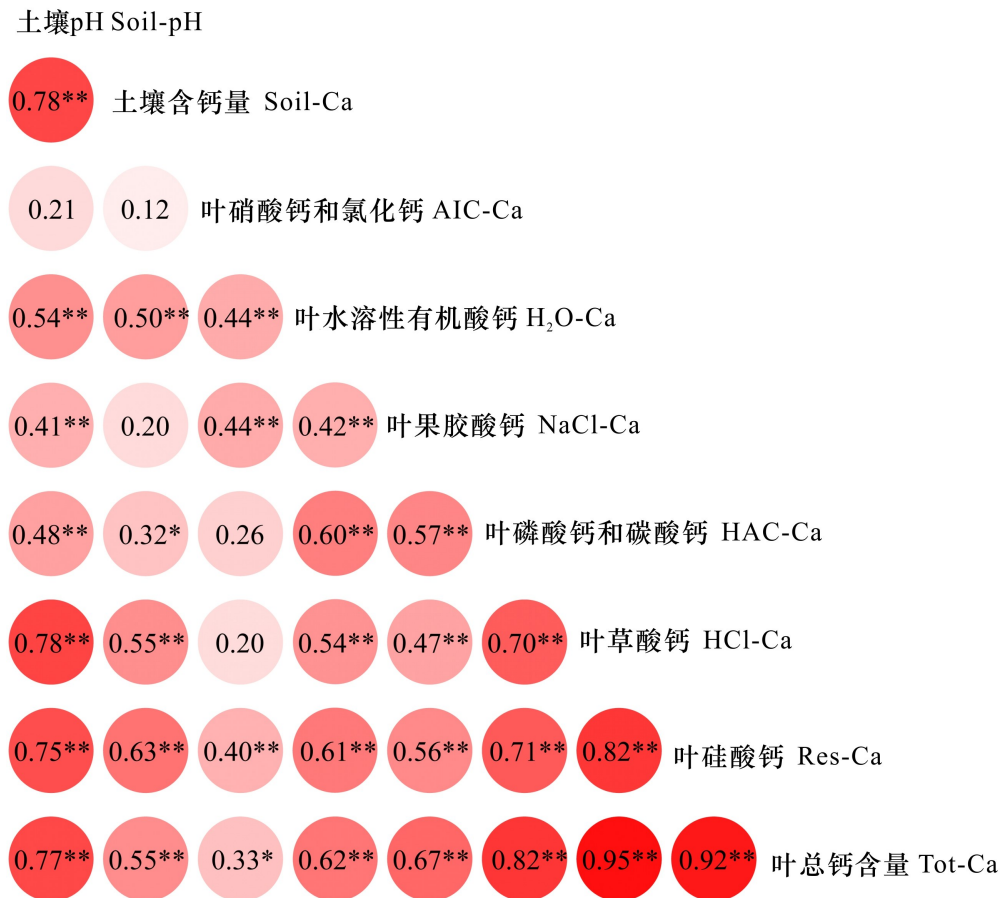 土壤pH Soil-pH
0.78** 土壤含钙量 Soil-Ca
0.21 0.12 叶硝酸钙和氯化钙 AIC-Ca
0.54** 0.50** 0.44** 叶水溶性有机酸钙 H₂O-Ca
0.41** 0.20 0.44** 0.42** 叶果胶酸钙 NaCl-Ca
0.48** 0.32* 0.26 0.60** 0.57** 叶磷酸钙和碳酸钙 HAC-Ca
0.78** 0.55** 0.20 0.54** 0.47** 0.70** 叶草酸钙 HCl-Ca
0.75** 0.63** 0.40** 0.61** 0.56** 0.71** 0.82** 叶硅酸钙 Res-Ca
0.77** 0.55** 0.33* 0.62** 0.67** 0.82** 0.95** 0.92** 叶总钙含量 Tot-Ca